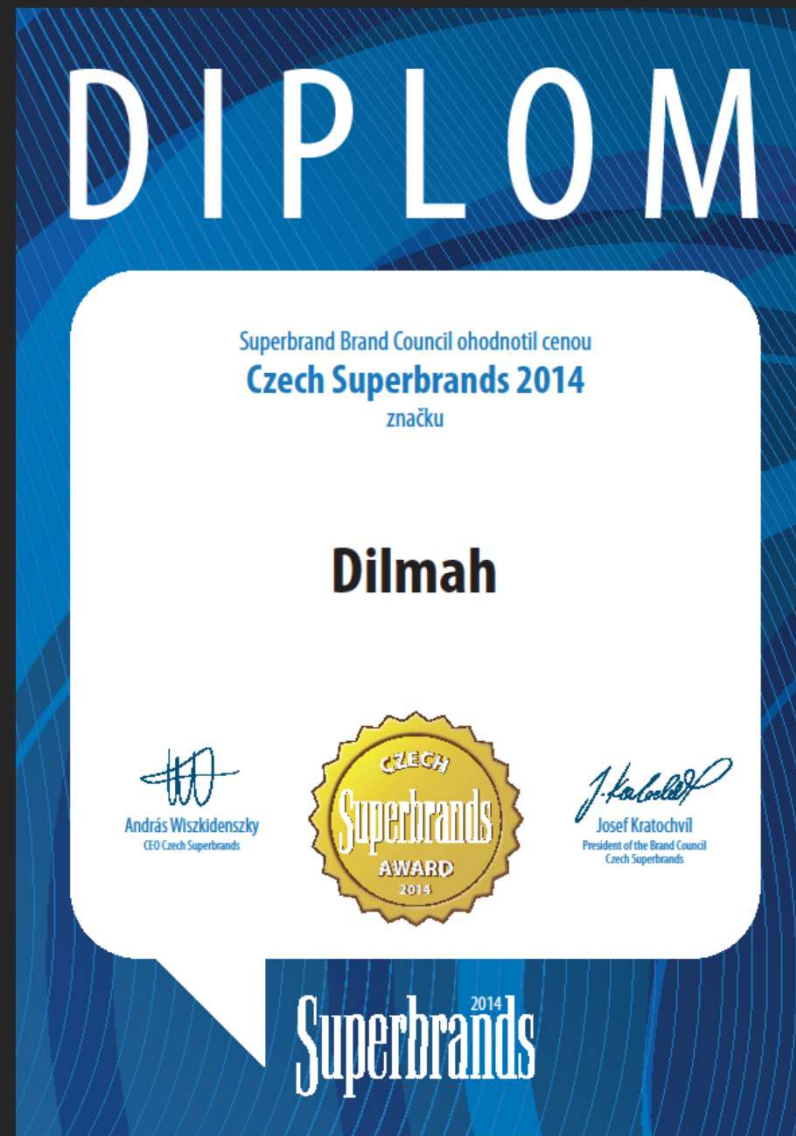 DIPLOM
Superbrand Brand Council ohodnotil cenou
Czech Superbrands 2014
značku
Dilmah
András Wiszkidenszky
CEO Czech Superbrands
CZECH
Superbrands
AWARD
2014
Josef Kratochvíl
President of the Brand Council
Czech Superbrands
2014
Superbrands